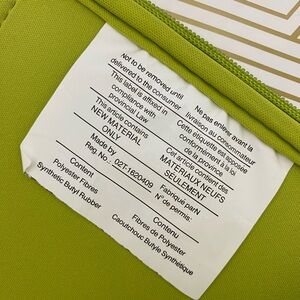 Not to be removed until
delivered to the consumer
This label is affixed in
compliance with
provincial Law
This article contains
NEW MATERIAL
ONLY
Made by
Reg. No.: 02T-1620409
Content
Polyester Fibres
Synthetic Butyl Rubber
Ne pas enlever avant la
livraison au consommateur
Cette étiquette est apposée
conformément à la loi
de la province
Cet article contient des
MATÉRIAUX NEUFS
SEULEMENT
Fabriqué par
N° de permis:
Contenu
Fibres de Polyester
Caoutchouc Butyle Synthétique